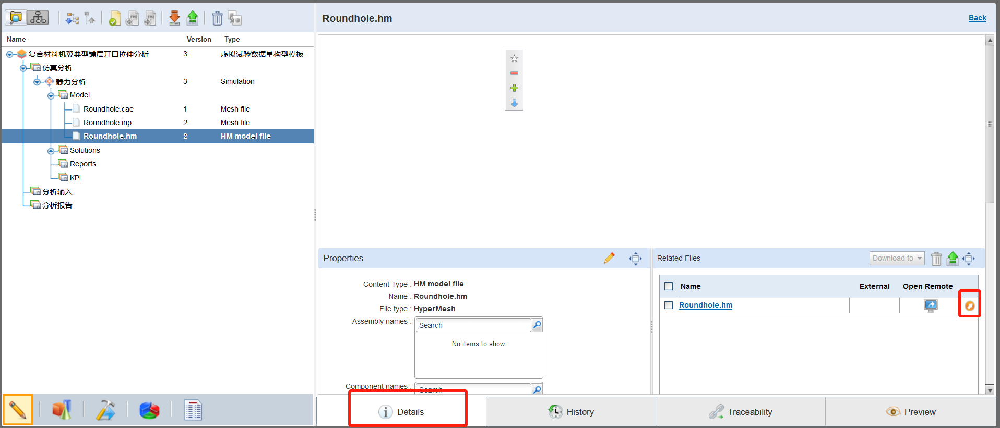 Name Version Type
复合材料机翼典型铺层开口拉伸分析 3 虚拟试验数据单构型模板
仿真分析
静力分析 3 Simulation
Model
Roundhole.cae 1 Mesh file
Roundhole.inp 2 Mesh file
Roundhole.hm 2 HM model file
Solutions
Reports
KPI
分析输入
分析报告
Roundhole.hm
Back
Properties
Content Type : HM model file
Name : Roundhole.hm
File type : HyperMesh
Assembly names :
Search
No items to show.
Component names :
Search
Related Files
Download to
Name External Open Remote
Roundhole.hm
Details
History
Traceability
Preview